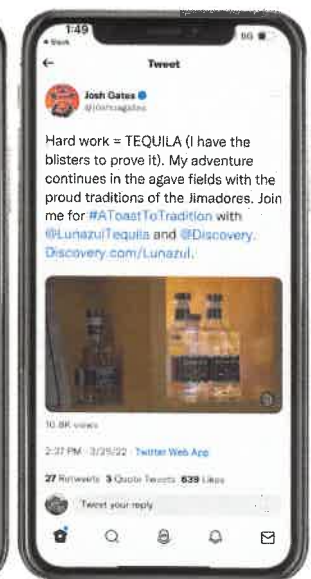 1:49
5G
Tweet
Josh Gates
@joshuagates
Hard work = TEQUILA (I have the
blisters to prove it). My adventure
continues in the agave fields with the
proud traditions of the Jimadores. Join
me for #AToastToTradition with
@LunazulTequila and @Discovery.
Discovery.com/Lunazul.
10.8K views
2:37 PM · 3/29/22 · Twitter Web App
27 Retweets 3 Quote Tweets 639 Likes
Tweet your reply